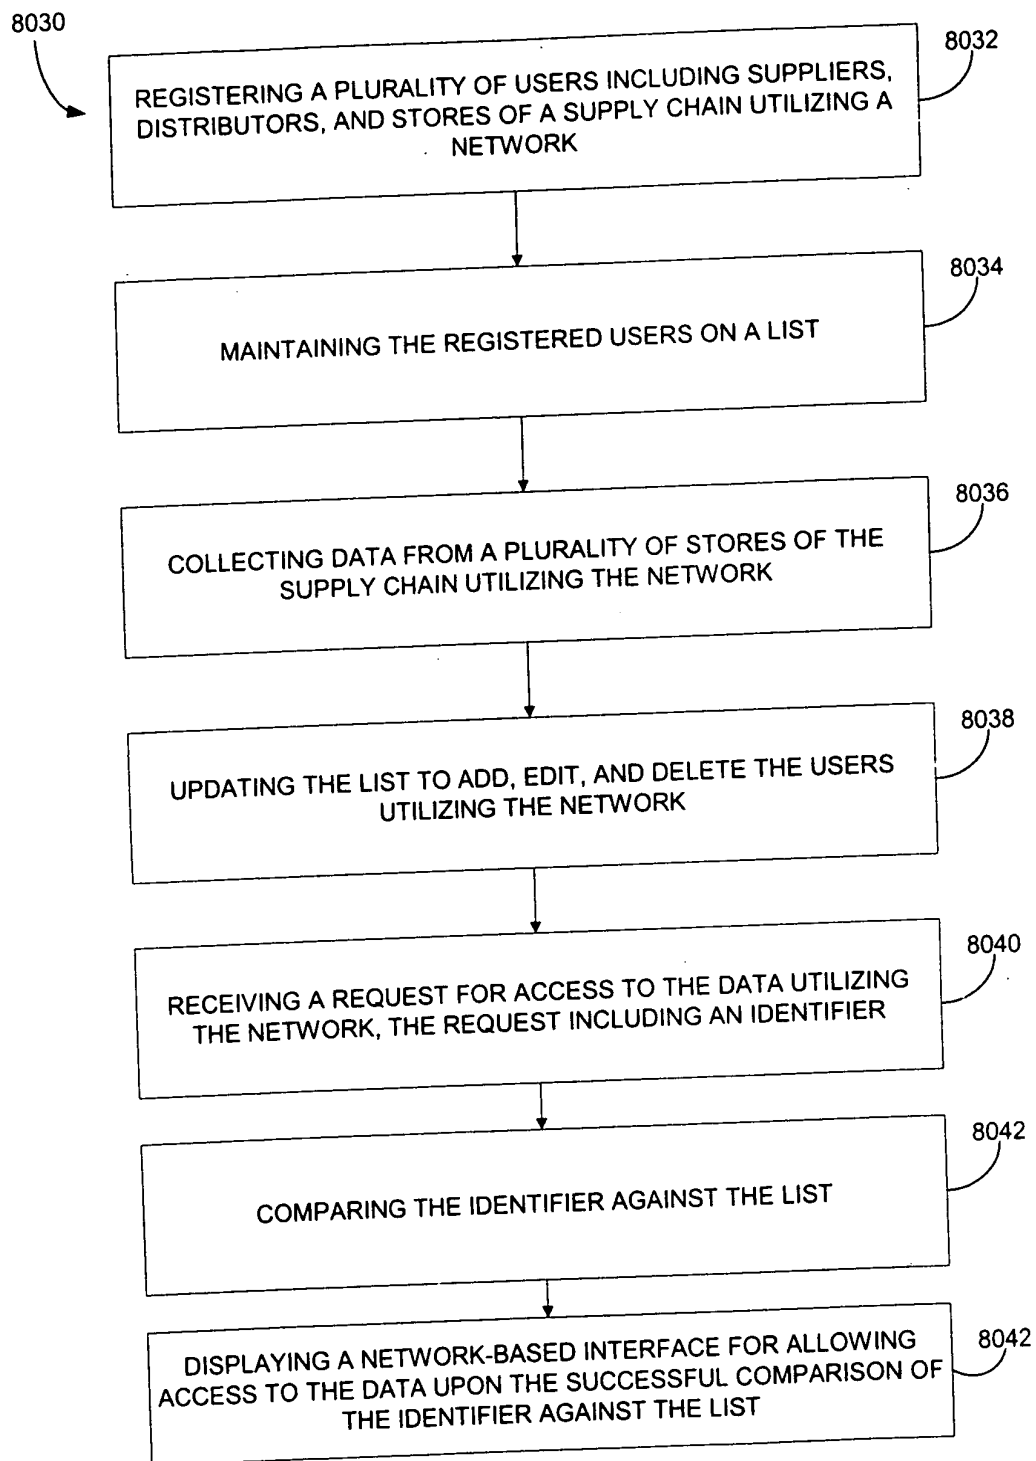 8030
8032
REGISTERING A PLURALITY OF USERS INCLUDING SUPPLIERS,
DISTRIBUTORS, AND STORES OF A SUPPLY CHAIN UTILIZING A
NETWORK
8034
MAINTAINING THE REGISTERED USERS ON A LIST
8036
COLLECTING DATA FROM A PLURALITY OF STORES OF THE
SUPPLY CHAIN UTILIZING THE NETWORK
8038
UPDATING THE LIST TO ADD, EDIT, AND DELETE THE USERS
UTILIZING THE NETWORK
8040
RECEIVING A REQUEST FOR ACCESS TO THE DATA UTILIZING
THE NETWORK, THE REQUEST INCLUDING AN IDENTIFIER
8042
COMPARING THE IDENTIFIER AGAINST THE LIST
8042
DISPLAYING A NETWORK-BASED INTERFACE FOR ALLOWING
ACCESS TO THE DATA UPON THE SUCCESSFUL COMPARISON OF
THE IDENTIFIER AGAINST THE LIST